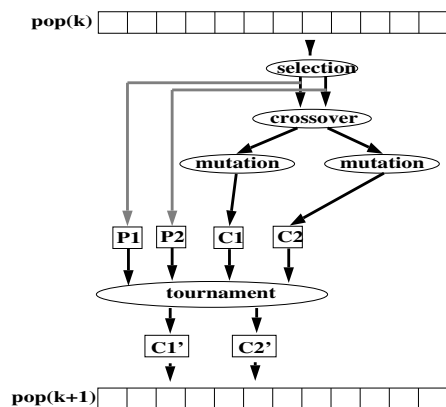 pop(k)
selection
crossover
mutation mutation
P1 P2 C1 C2
tournament
C1' C2'
pop(k+1)